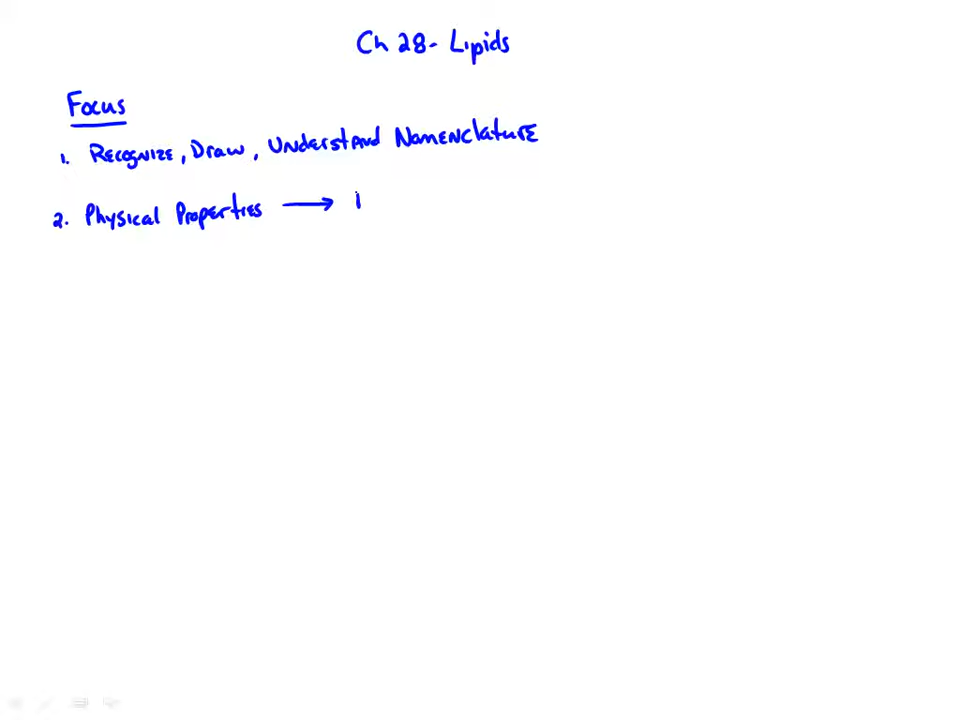 Ch 28- Lipids
Focus
1. Recognize, Draw, Understand Nomenclature
2. Physical Properties →